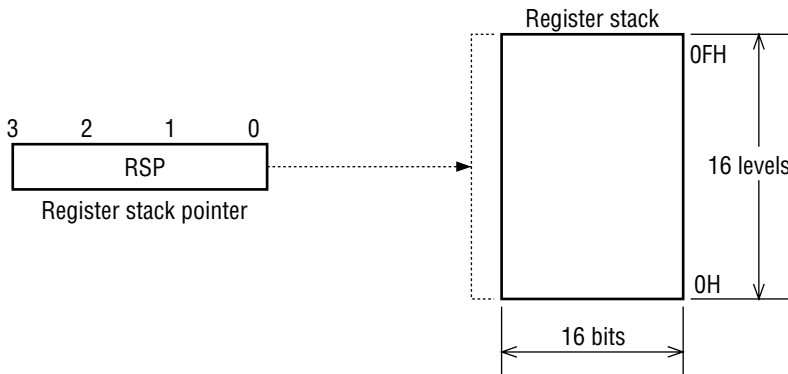 Register stack
0FH
3 2 1 0
RSP
16 levels
Register stack pointer
0H
16 bits